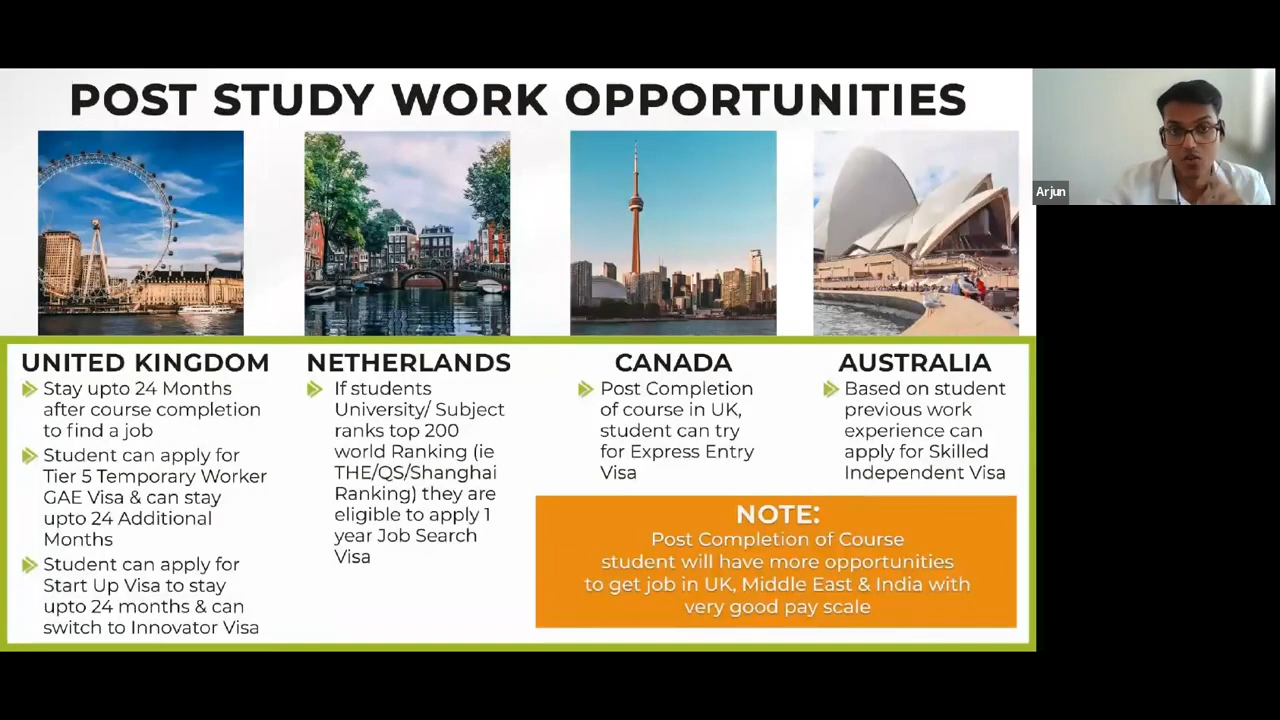 POST STUDY WORK OPPORTUNITIES
Arjun
UNITED KINGDOM
Stay upto 24 Months
after course completion
to find a job
Student can apply for
Tier 5 Temporary Worker
GAE Visa & can stay
upto 24 Additional
Months
Student can apply for
Start Up Visa to stay
upto 24 months & can
switch to Innovator Visa
NETHERLANDS
If students
University/ Subject
ranks top 200
world Ranking (ie
THE/QS/Shanghai
Ranking) they are
eligible to apply 1
year Job Search
Visa
CANADA
Post Completion
of course in UK,
student can try
for Express Entry
Visa
AUSTRALIA
Based on student
previous work
experience can
apply for Skilled
Independent Visa
NOTE:
Post Completion of Course
student will have more opportunities
to get job in UK, Middle East & India with
very good pay scale